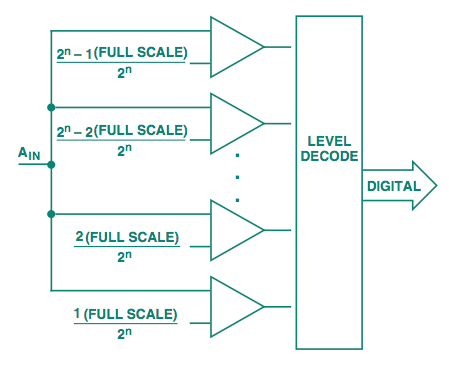 2ⁿ – 1(FULL SCALE)
2ⁿ
2ⁿ – 2(FULL SCALE)
2ⁿ
LEVEL
DECODE
AIN
DIGITAL
2(FULL SCALE)
2ⁿ
1(FULL SCALE)
2ⁿ